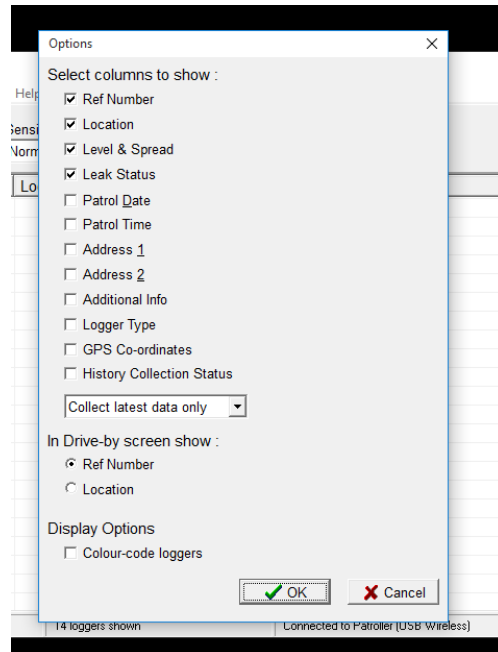 Options
Select columns to show :
Help
Ref Number
Location
Level & Spread
Leak Status
Patrol Date
Patrol Time
Address 1
Address 2
Additional Info
Logger Type
GPS Co-ordinates
History Collection Status
Collect latest data only
In Drive-by screen show :
Ref Number
Location
Display Options
Colour-code loggers
OK
Cancel
14 loggers shown
Connected to Patroller (USB Wireless)